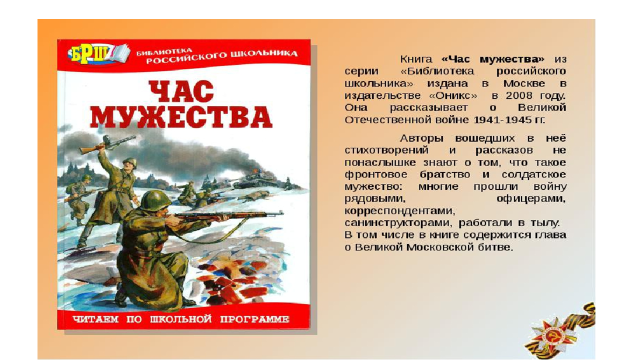 БРШ
БИБЛИОТЕКА
РОССИЙСКОГО ШКОЛЬНИКА
ЧАС
МУЖЕСТВА
ЧИТАЕМ ПО ШКОЛЬНОЙ ПРОГРАММЕ
Книга «Час мужества» из
серии «Библиотека российского
школьника» издана в Москве в
издательстве «Оникс» в 2008 году.
Она рассказывает о Великой
Отечественной войне 1941-1945 гг.
Авторы вошедших в неё
стихотворений и рассказов не
понаслышке знают о том, что такое
фронтовое братство и солдатское
мужество: многие прошли войну
рядовыми, офицерами,
корреспондентами,
санинструкторами, работали в тылу.
В том числе в книге содержится глава
о Великой Московской битве.